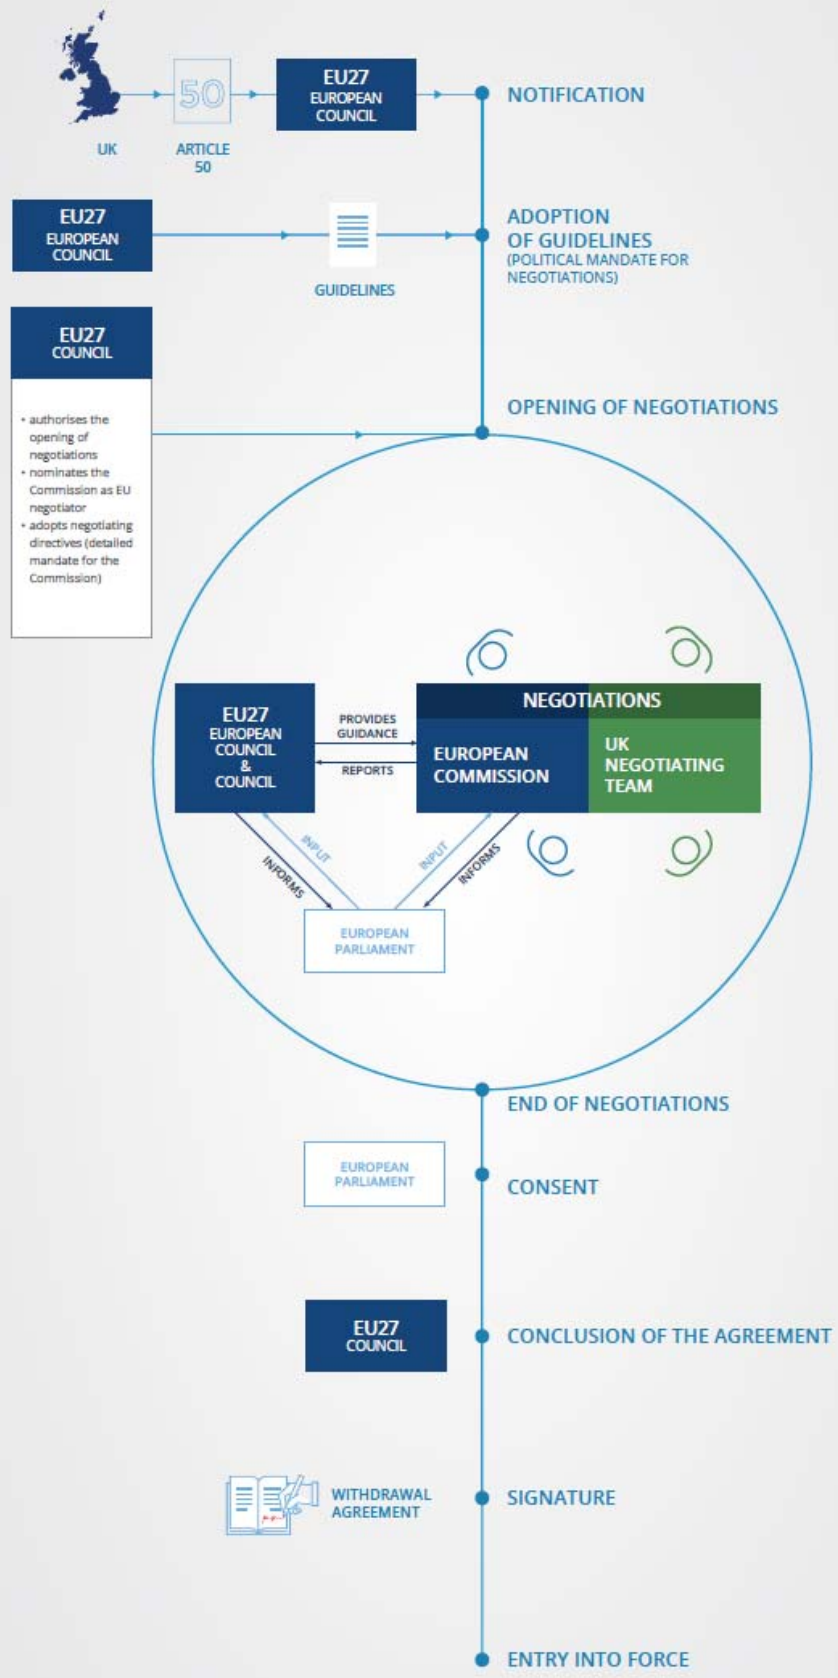 50
EU27
EUROPEAN
COUNCIL
NOTIFICATION
UK
ARTICLE
50
EU27
EUROPEAN
COUNCIL
GUIDELINES
ADOPTION
OF GUIDELINES
(POLITICAL MANDATE FOR
NEGOTIATIONS)
EU27
COUNCIL
• authorises the
opening of
negotiations
• nominates the
Commission as EU
negotiator
• adopts negotiating
directives (detailed
mandate for the
Commission)
OPENING OF NEGOTIATIONS
EU27
EUROPEAN
COUNCIL
&
COUNCIL
PROVIDES
GUIDANCE
REPORTS
NEGOTIATIONS
EUROPEAN
COMMISSION
UK
NEGOTIATING
TEAM
INPUT
INFORMS
INPUT
INFORMS
EUROPEAN
PARLIAMENT
END OF NEGOTIATIONS
EUROPEAN
PARLIAMENT
CONSENT
EU27
COUNCIL
CONCLUSION OF THE AGREEMENT
WITHDRAWAL
AGREEMENT
SIGNATURE
ENTRY INTO FORCE